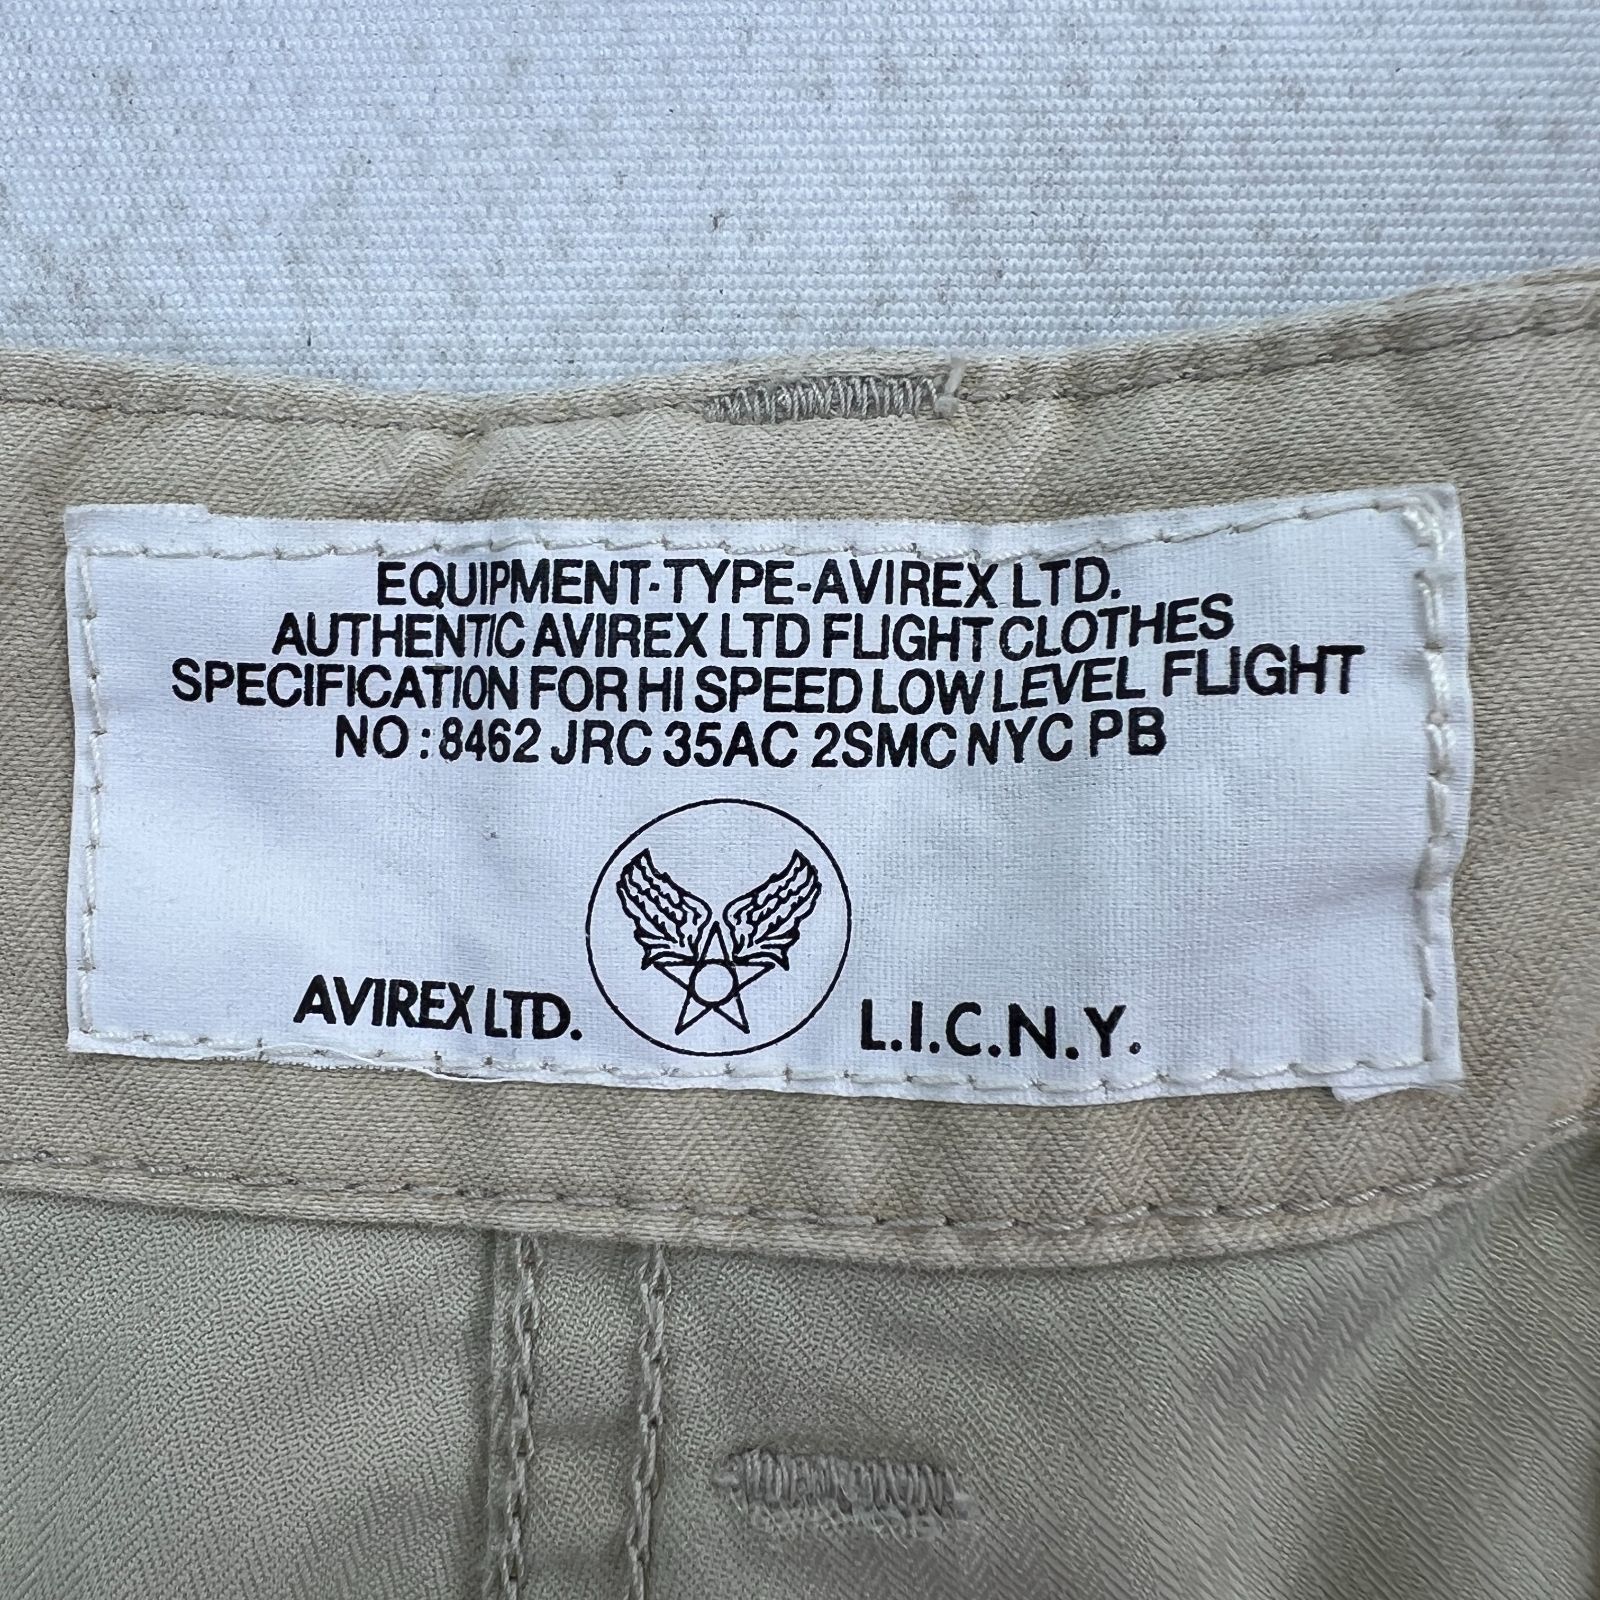 EQUIPMENT-TYPE-AVIREX LTD.
AUTHENTIC AVIREX LTD FLIGHT CLOTHES
SPECIFICATION FOR HI SPEED LOW LEVEL FLIGHT
NO:8462 JRC 35AC 2SMC NYC PB
AVIREX LTD. L.I.C.N.Y.